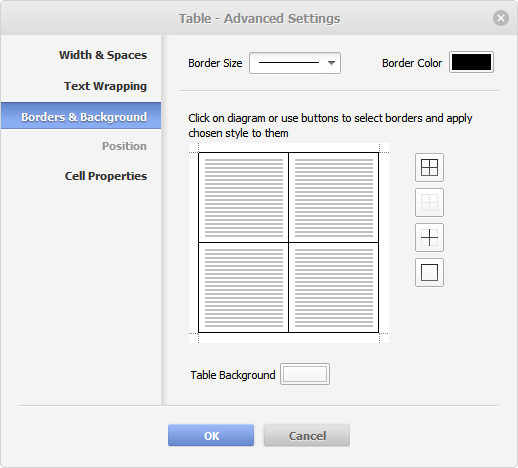 Table - Advanced Settings
Width & Spaces
Text Wrapping
Borders & Background
Position
Cell Properties
Border Size
Border Color
Click on diagram or use buttons to select borders and apply
chosen style to them
Table Background
OK
Cancel